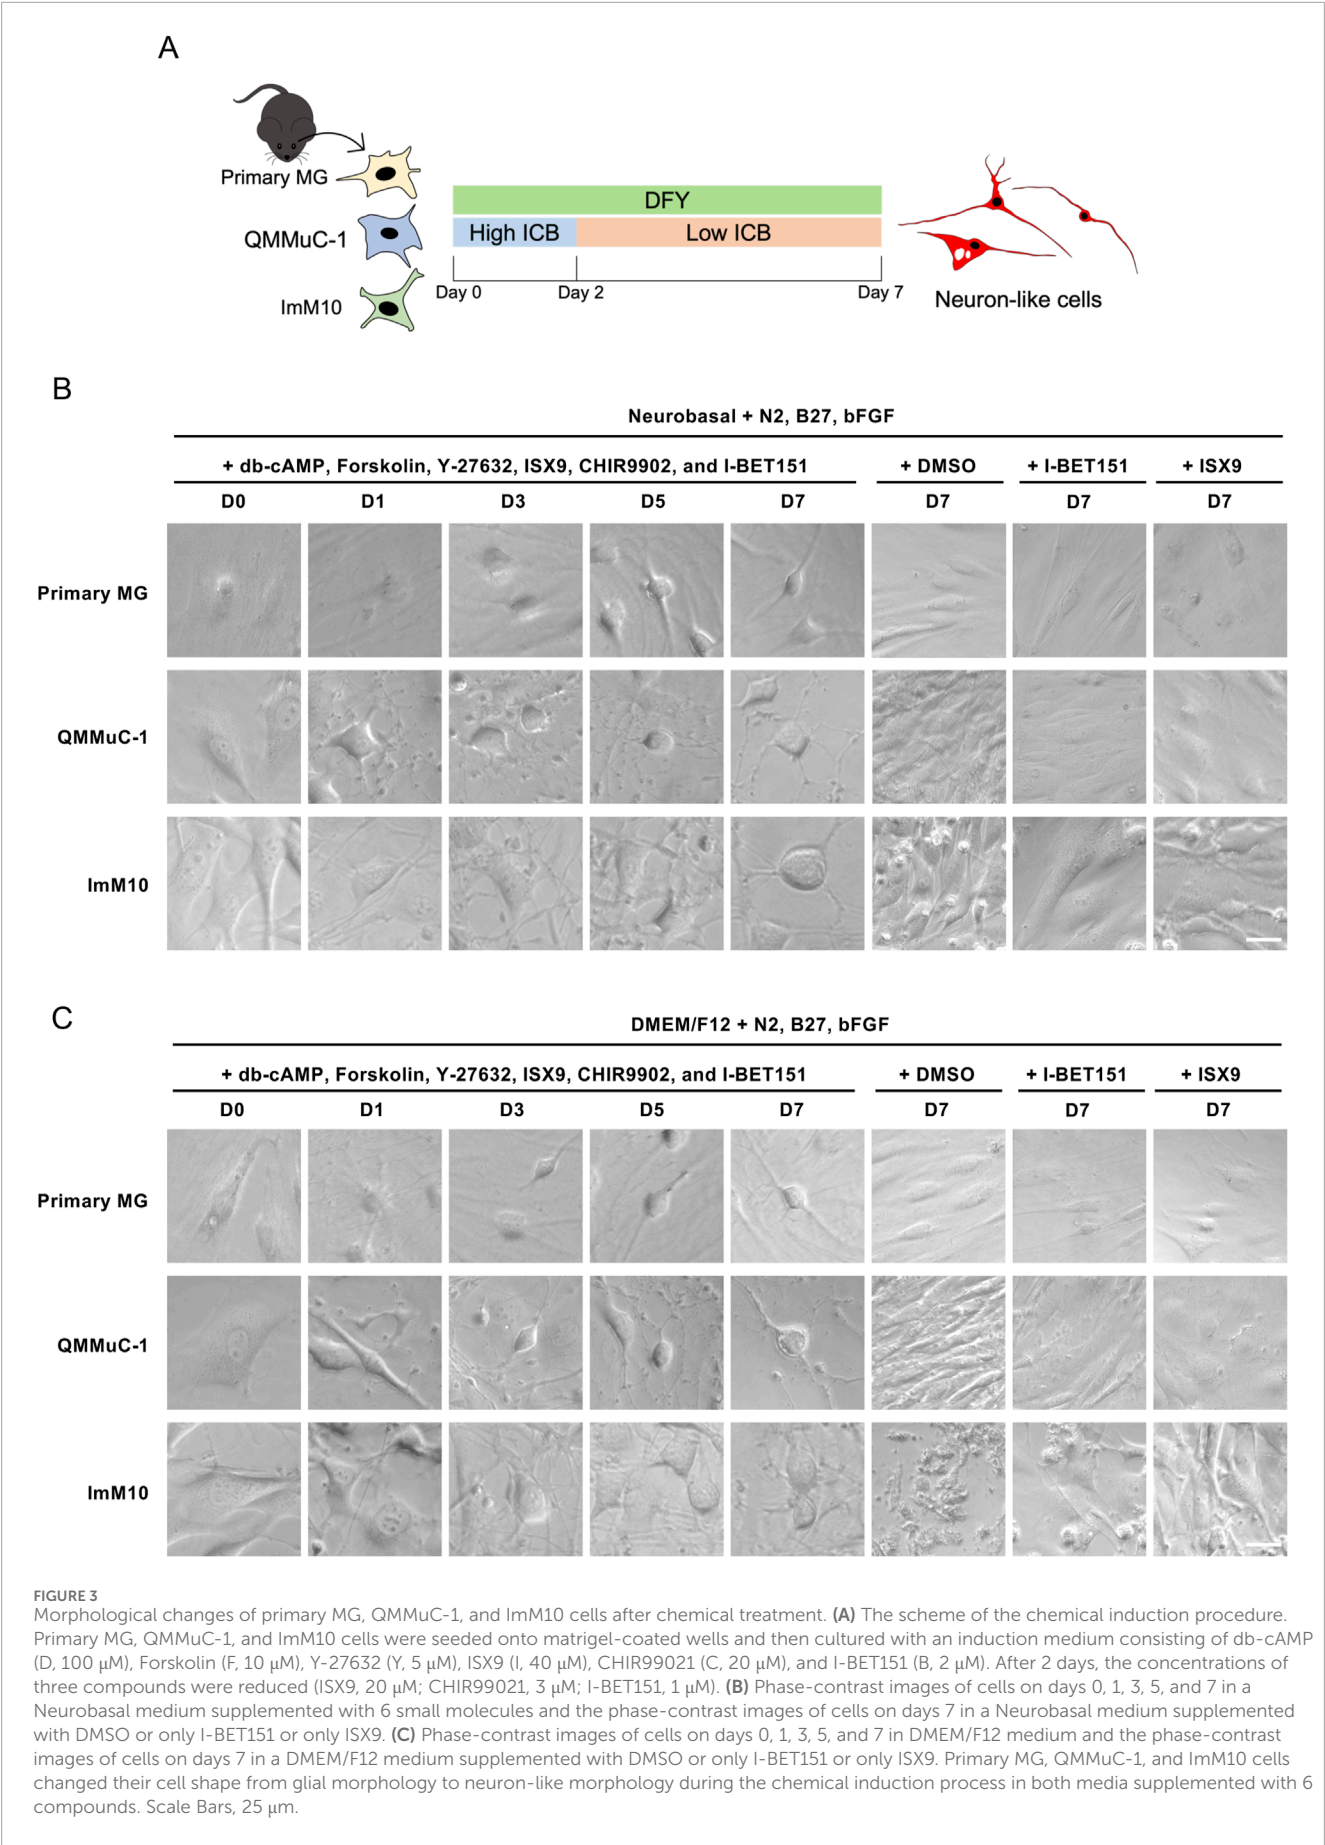 A
Primary MG
QMMuC-1
ImM10
DFY
High ICB
Low ICB
Day 0
Day 2
Day 7
Neuron-like cells
B
Neurobasal + N2, B27, bFGF
+ db-cAMP, Forskolin, Y-27632, ISX9, CHIR9902, and I-BET151
+ DMSO
+ I-BET151
+ ISX9
D0 D1 D3 D5 D7 D7 D7 D7
Primary MG
QMMuC-1
ImM10
C
DMEM/F12 + N2, B27, bFGF
+ db-cAMP, Forskolin, Y-27632, ISX9, CHIR9902, and I-BET151
+ DMSO
+ I-BET151
+ ISX9
D0 D1 D3 D5 D7 D7 D7 D7
Primary MG
QMMuC-1
ImM10
FIGURE 3
Morphological changes of primary MG, QMMuC-1, and ImM10 cells after chemical treatment. (A) The scheme of the chemical induction procedure.
Primary MG, QMMuC-1, and ImM10 cells were seeded onto matrigel-coated wells and then cultured with an induction medium consisting of db-cAMP
(D, 100 μM), Forskolin (F, 10 μM), Y-27632 (Y, 5 μM), ISX9 (I, 40 μM), CHIR99021 (C, 20 μM), and I-BET151 (B, 2 μM). After 2 days, the concentrations of
three compounds were reduced (ISX9, 20 μM; CHIR99021, 3 μM; I-BET151, 1 μM). (B) Phase-contrast images of cells on days 0, 1, 3, 5, and 7 in a
Neurobasal medium supplemented with 6 small molecules and the phase-contrast images of cells on days 7 in a Neurobasal medium supplemented
with DMSO or only I-BET151 or only ISX9. (C) Phase-contrast images of cells on days 0, 1, 3, 5, and 7 in DMEM/F12 medium and the phase-contrast
images of cells on days 7 in a DMEM/F12 medium supplemented with DMSO or only I-BET151 or only ISX9. Primary MG, QMMuC-1, and ImM10 cells
changed their cell shape from glial morphology to neuron-like morphology during the chemical induction process in both media supplemented with 6
compounds. Scale Bars, 25 μm.